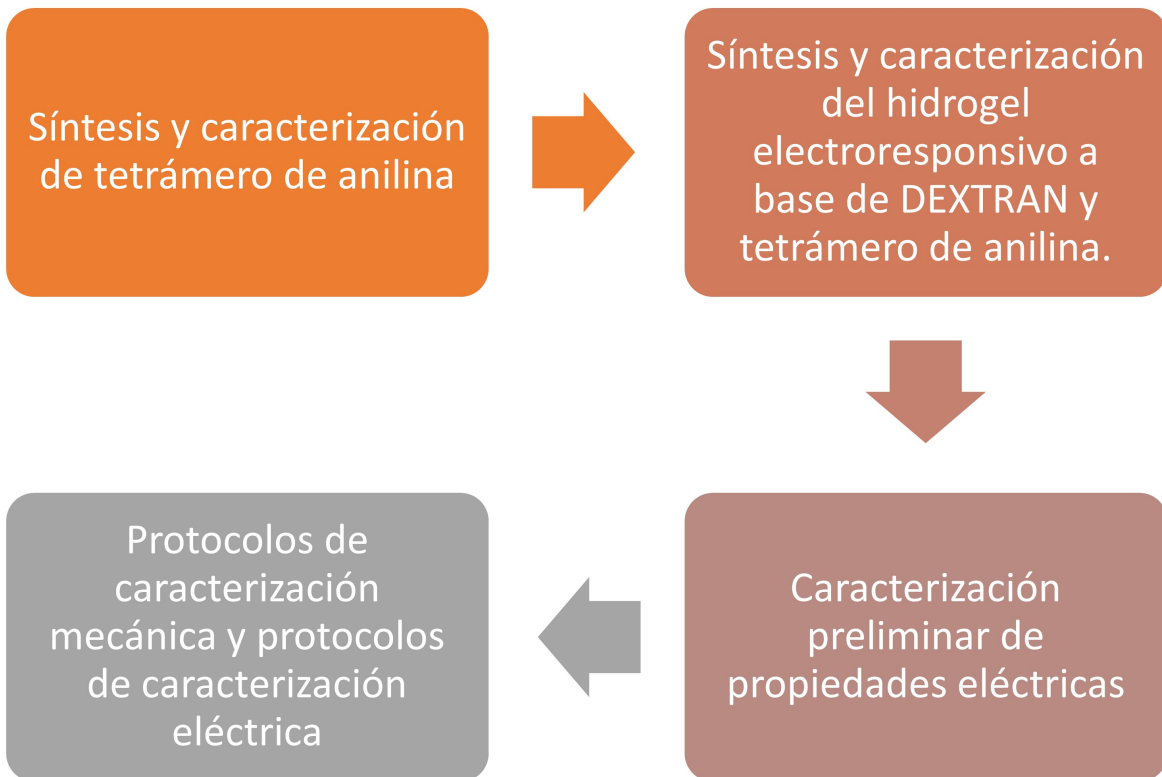 Síntesis y caracterización
de tetrámero de anilina
Síntesis y caracterización
del hidrogel
electroresponsivo a
base de DEXTRAN y
tetrámero de anilina.
Caracterización
preliminar de
propiedades eléctricas
Protocolos de
caracterización
mecánica y protocolos
de caracterización
eléctrica